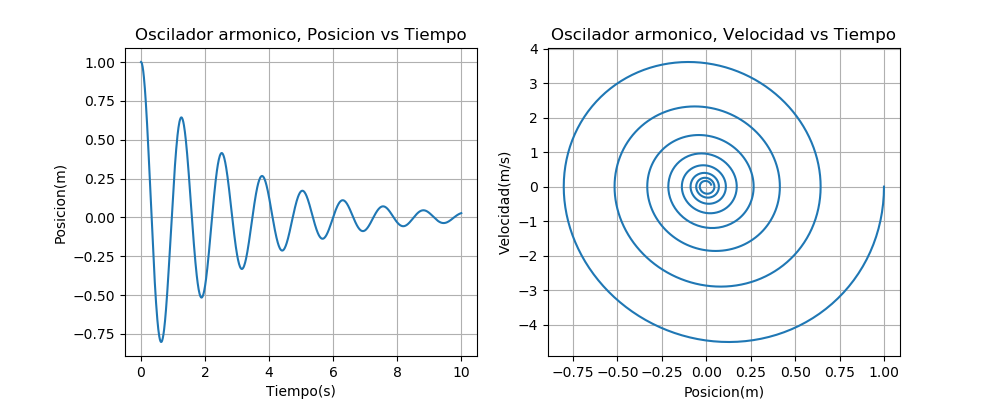 Oscilador armonico, Posicion vs Tiempo
1.00
0.75
0.50
0.25
0.00
−0.25
−0.50
−0.75
Posicion(m)
0 2 4 6 8 10
Tiempo(s)
Oscilador armonico, Velocidad vs Tiempo
4
3
2
1
0
−1
−2
−3
−4
Velocidad(m/s)
−0.75 −0.50 −0.25 0.00 0.25 0.50 0.75 1.00
Posicion(m)